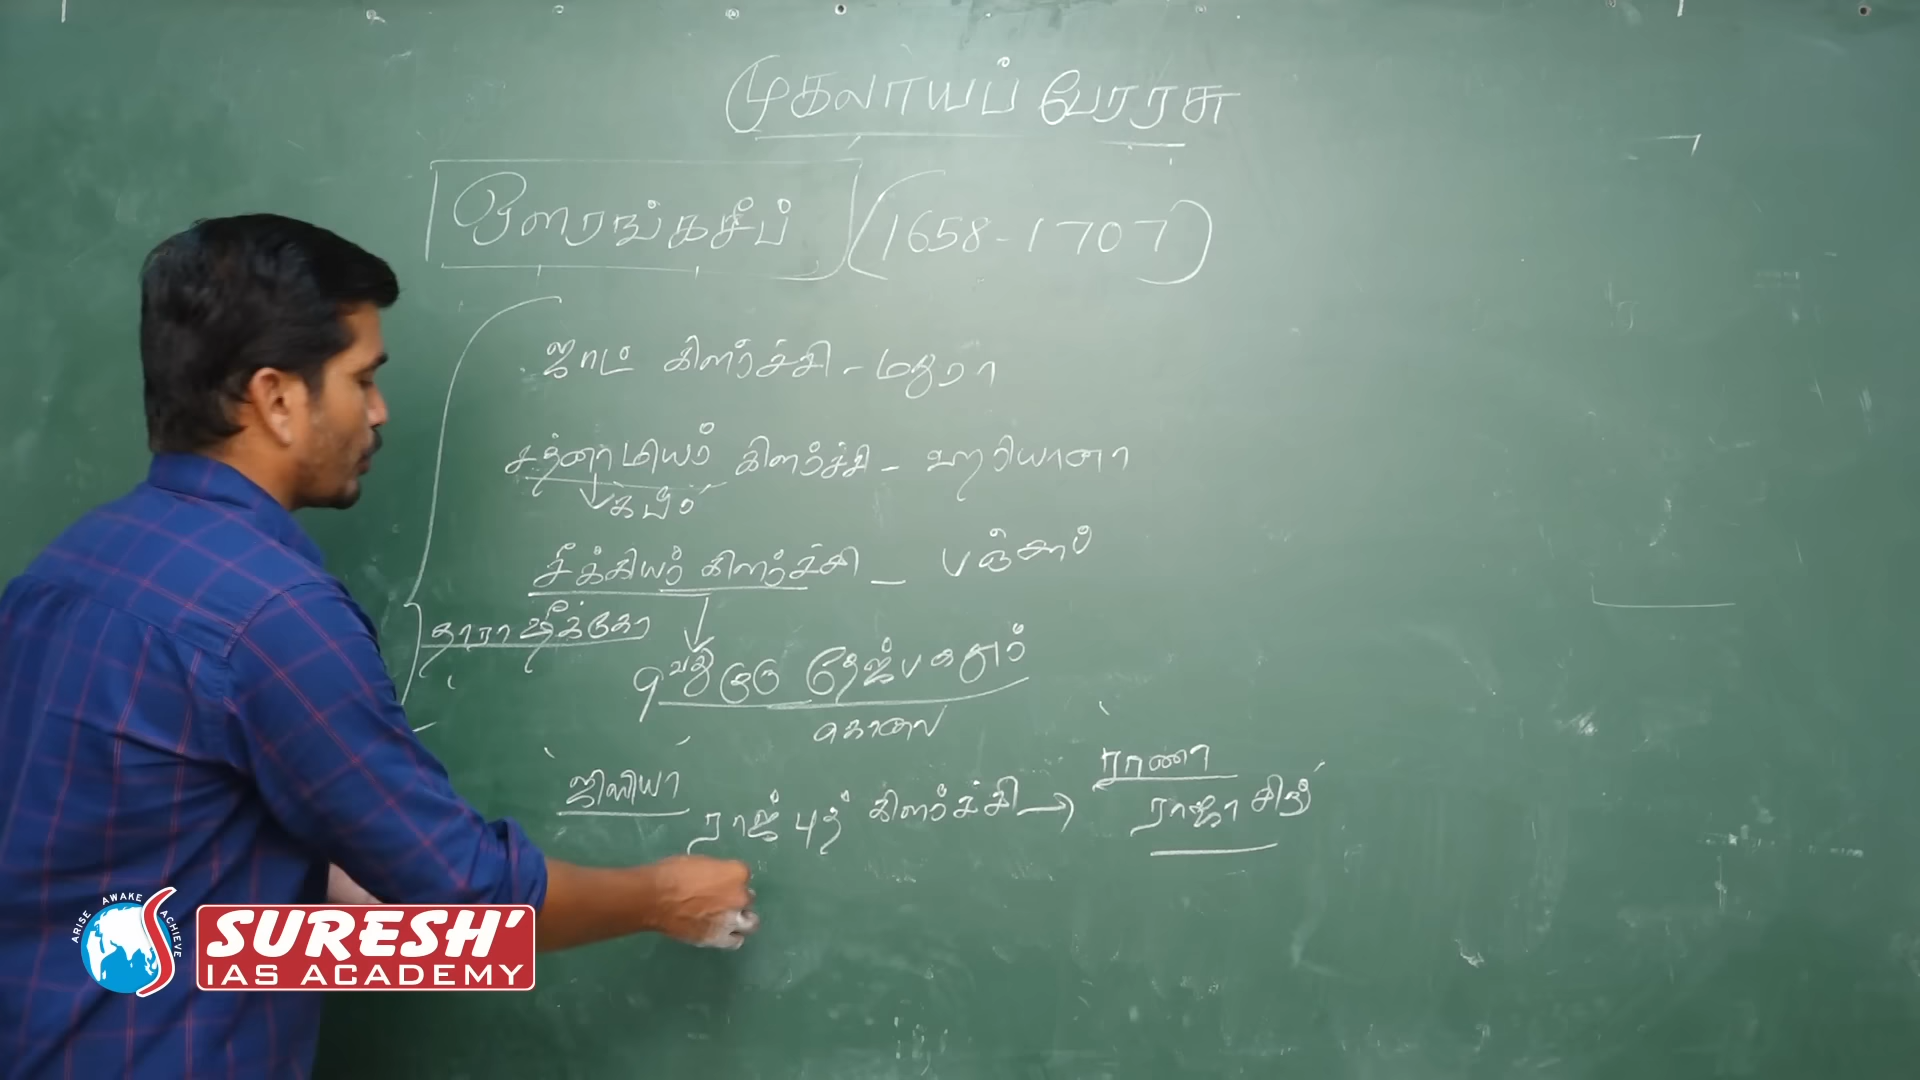 முகலாயப் பேரரசு
ஔரங்கசீப் (1658-1707)
ஜாட் கிளர்ச்சி - மதுரா
சத்னாமியர் கிளர்ச்சி - ஹரியானா
கபீர்
சீக்கியர் கிளர்ச்சி - பஞ்சாப்
தாராஷீக்கோ
9வது குரு தேஜ்பகதூர்
கொலை
ஜிஸியா
ராஜ்புத் கிளர்ச்சி → ராணா
ராஜாசிங்
ARISE AWAKE ACHIEVE
SURESH'
IAS ACADEMY